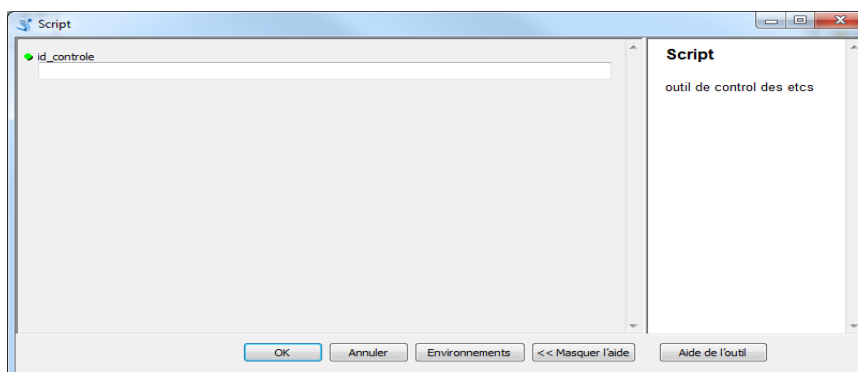 Script
id_controle
Script
outil de control des etcs
OK
Annuler
Environnements
<< Masquer l'aide
Aide de l'outil